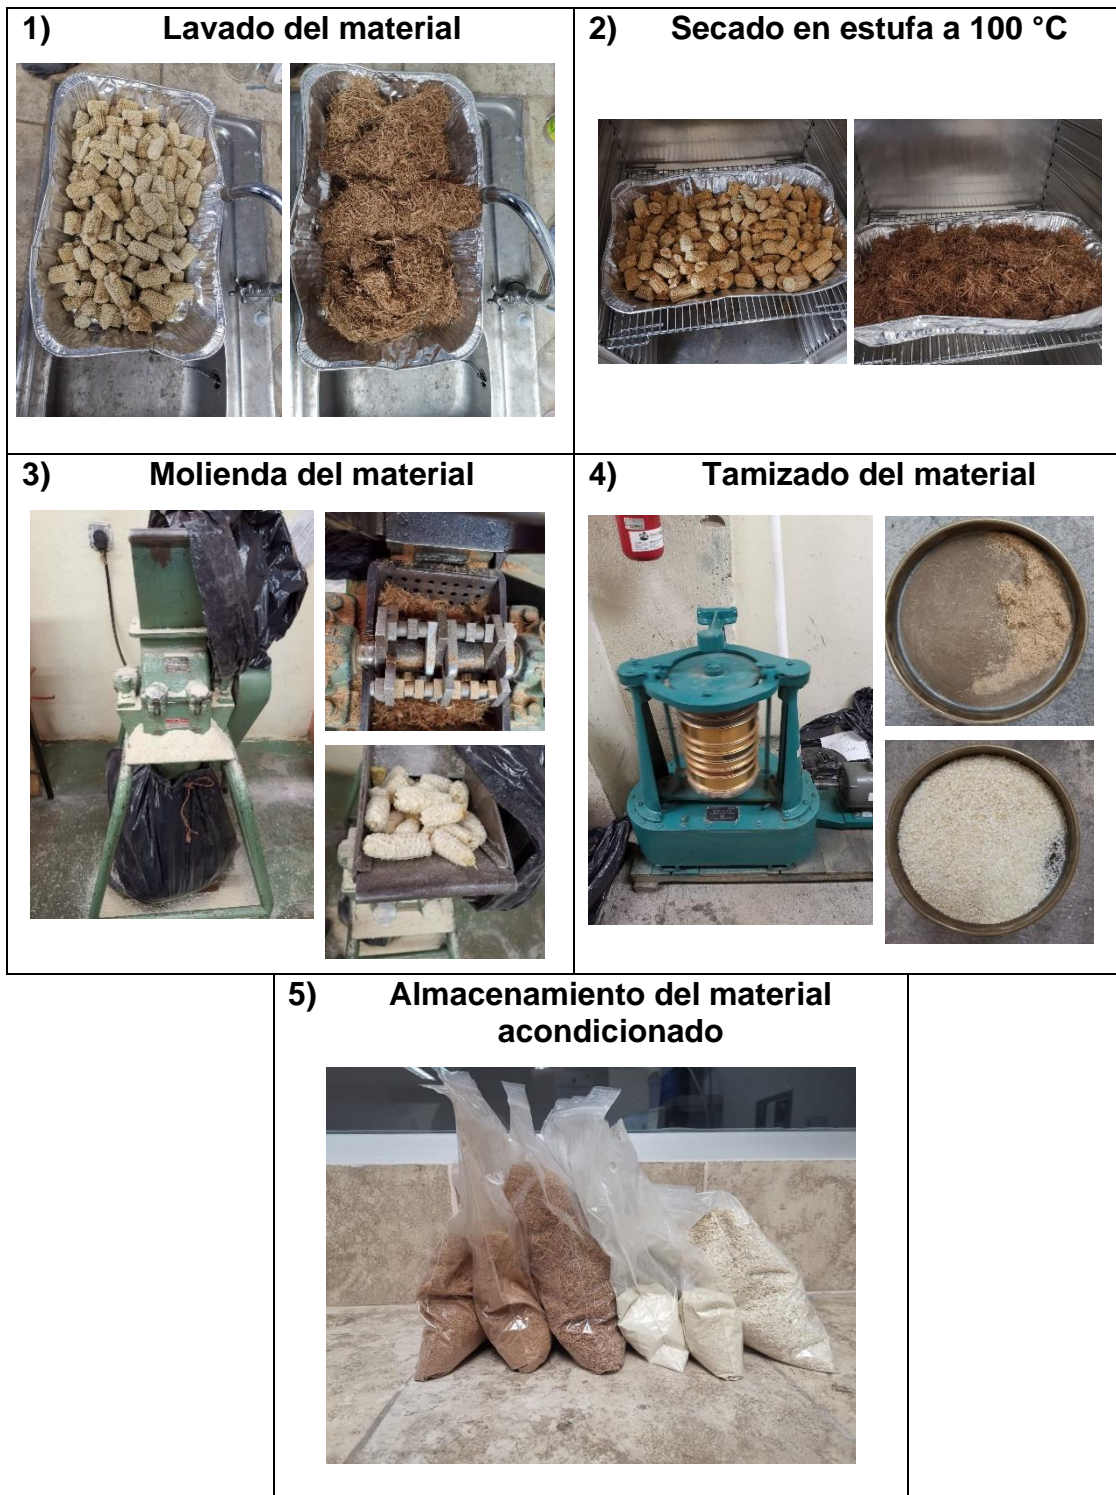 1) Lavado del material
2) Secado en estufa a 100 °C
3) Molienda del material
4) Tamizado del material
5) Almacenamiento del material
acondicionado